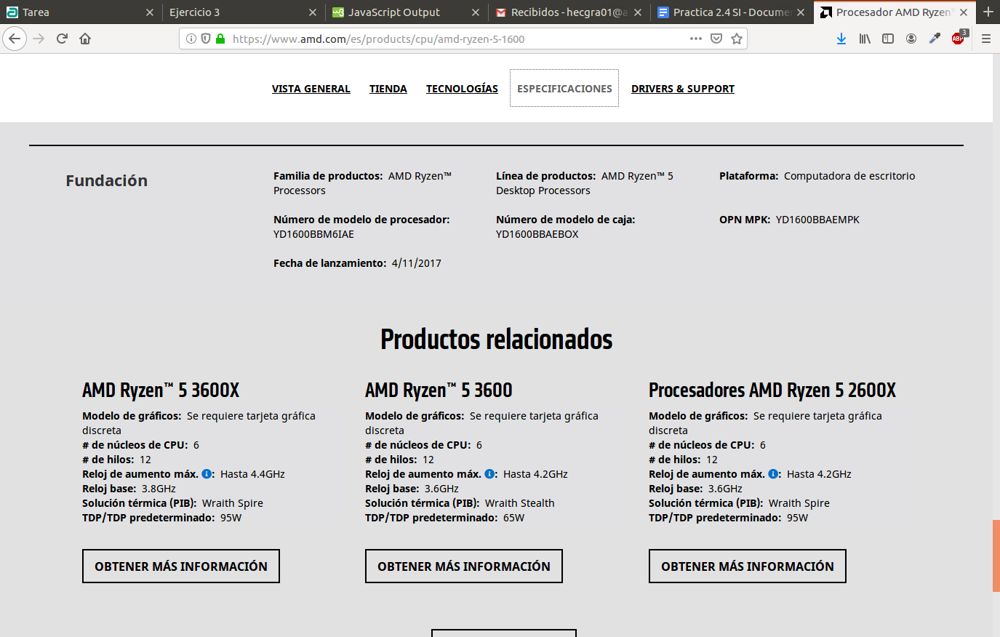 Tarea
Ejercicio 3
JavaScript Output
Recibidos - hecgra01@a
Practica 2.4 SI - Docume
Procesador AMD Ryzen™
https://www.amd.com/es/products/cpu/amd-ryzen-5-1600
ABP
3
VISTA GENERAL
TIENDA
TECNOLOGÍAS
ESPECIFICACIONES
DRIVERS & SUPPORT
Fundación
Familia de productos: AMD Ryzen™
Processors
Línea de productos: AMD Ryzen™ 5
Desktop Processors
Plataforma: Computadora de escritorio
Número de modelo de procesador:
YD1600BBM6IAE
Número de modelo de caja:
YD1600BBAEBOX
OPN MPK: YD1600BBAEMPK
Fecha de lanzamiento: 4/11/2017
Productos relacionados
AMD Ryzen™ 5 3600X
Modelo de gráficos: Se requiere tarjeta gráfica
discreta
# de núcleos de CPU: 6
# de hilos: 12
Reloj de aumento máx. i: Hasta 4.4GHz
Reloj base: 3.8GHz
Solución térmica (PIB): Wraith Spire
TDP/TDP predeterminado: 95W
OBTENER MÁS INFORMACIÓN
AMD Ryzen™ 5 3600
Modelo de gráficos: Se requiere tarjeta gráfica
discreta
# de núcleos de CPU: 6
# de hilos: 12
Reloj de aumento máx. i: Hasta 4.2GHz
Reloj base: 3.6GHz
Solución térmica (PIB): Wraith Stealth
TDP/TDP predeterminado: 65W
OBTENER MÁS INFORMACIÓN
Procesadores AMD Ryzen 5 2600X
Modelo de gráficos: Se requiere tarjeta gráfica
discreta
# de núcleos de CPU: 6
# de hilos: 12
Reloj de aumento máx. i: Hasta 4.2GHz
Reloj base: 3.6GHz
Solución térmica (PIB): Wraith Spire
TDP/TDP predeterminado: 95W
OBTENER MÁS INFORMACIÓN